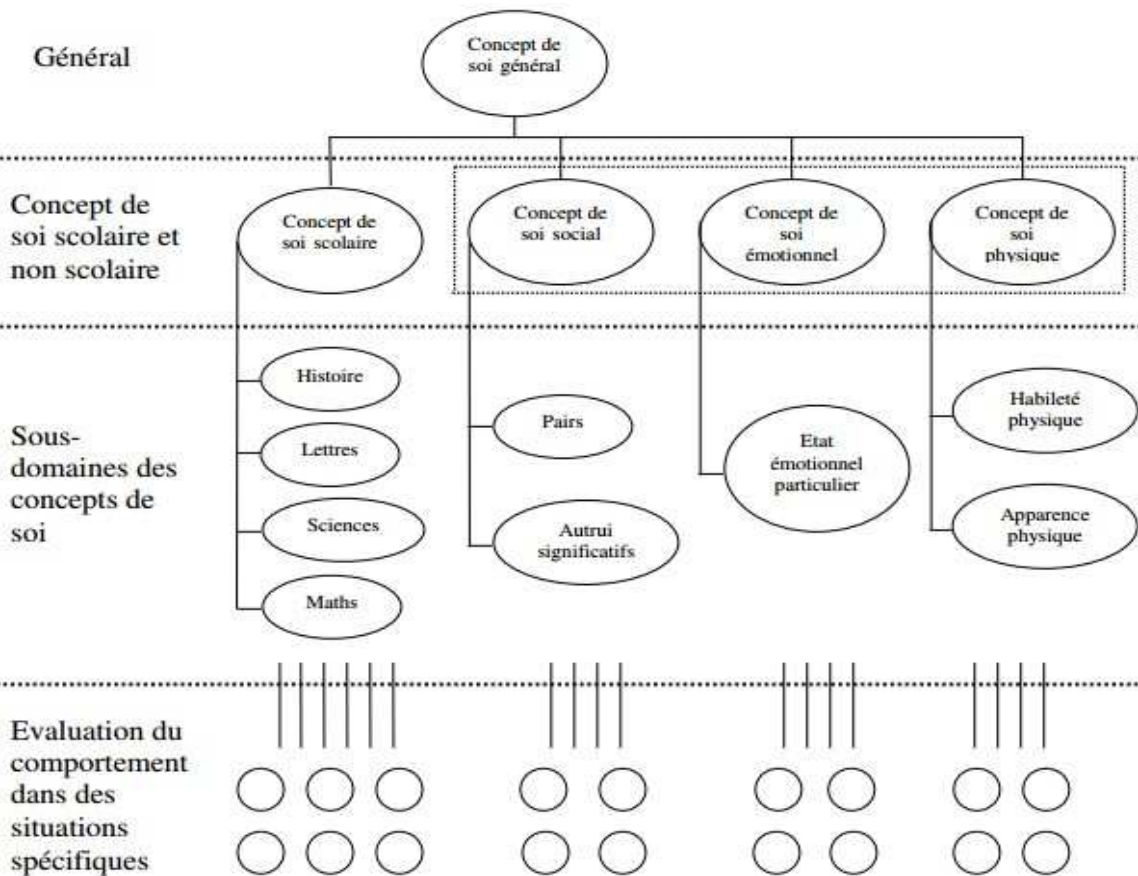 Général
Concept de
soi général
Concept de
soi scolaire et
non scolaire
Concept de
soi scolaire
Concept de
soi social
Concept de
soi
émotionnel
Concept de
soi
physique
Sous-
domaines des
concepts de
soi
Histoire
Lettres
Sciences
Maths
Pairs
Autrui
significatifs
Etat
émotionnel
particulier
Habileté
physique
Apparence
physique
Evaluation du
comportement
dans des
situations
spécifiques